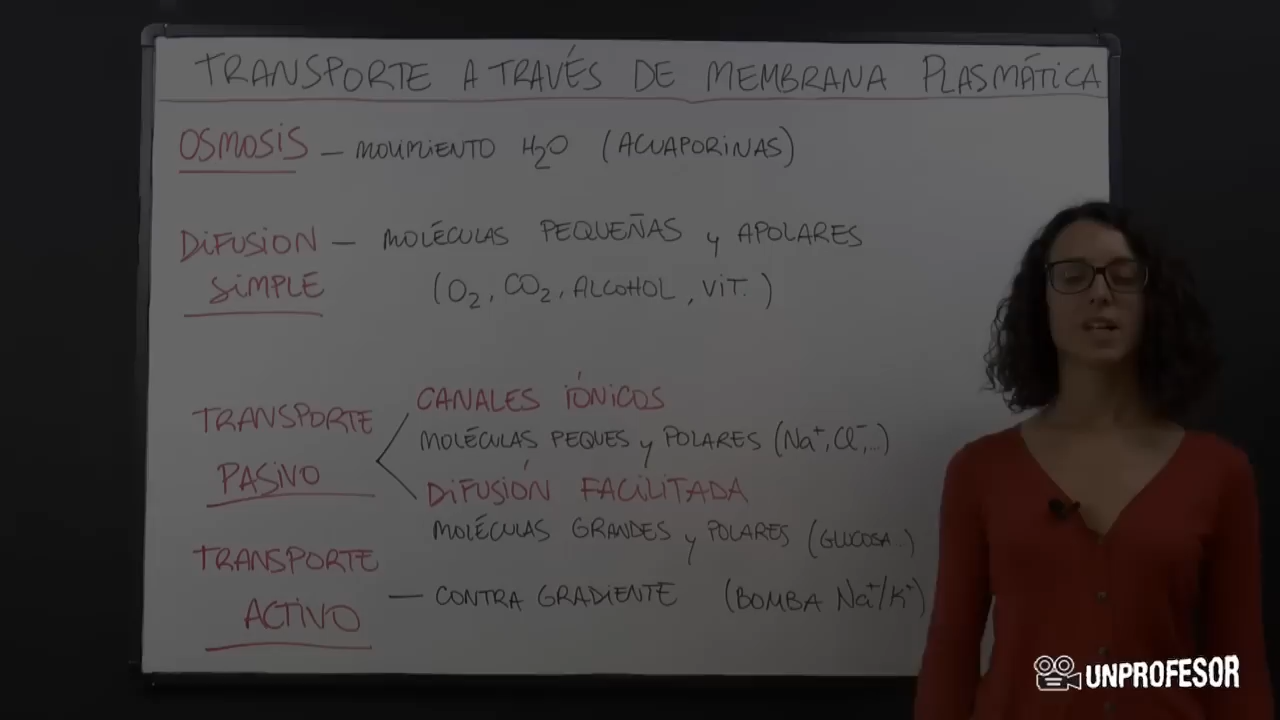 TRANSPORTE A TRAVÉS DE MEMBRANA PLASMÁTICA
OSMOSIS — MOVIMIENTO H₂O (ACUAPORINAS)
DIFUSION — MOLÉCULAS PEQUEÑAS y APOLARES
SIMPLE (O₂, CO₂, ALCOHOL, VIT.)
CANALES IÓNICOS
TRANSPORTE
MOLÉCULAS PEQUES y POLARES (Na⁺, Cl⁻,...)
PASIVO
DIFUSIÓN FACILITADA
MOLÉCULAS GRANDES y POLARES (GLUCOSA...)
TRANSPORTE
ACTIVO — CONTRA GRADIENTE (BOMBA Na⁺/K⁺)
UNPROFESOR